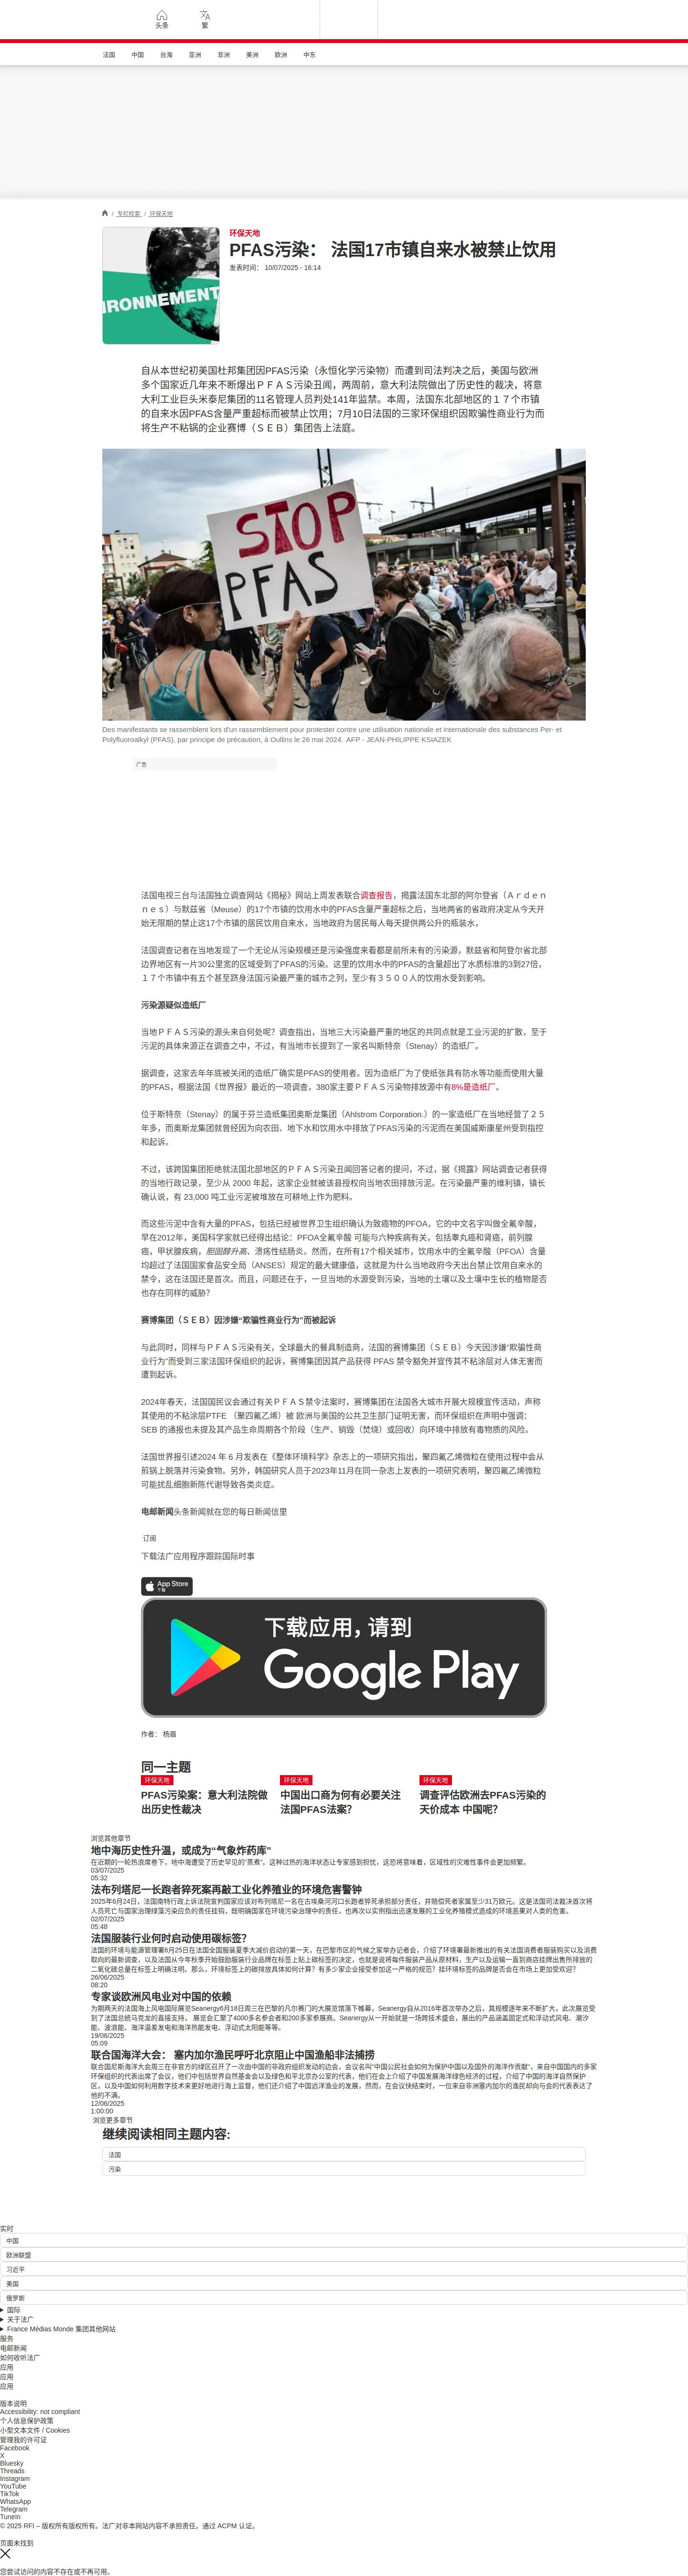 头条
繁
法国 中国 台海 亚洲 非洲 美洲 欧洲 中东
/ 专栏检索 / 环保天地
IRONNEMENT
环保天地
PFAS污染： 法国17市镇自来水被禁止饮用
发表时间： 10/07/2025 - 16:14
自从本世纪初美国杜邦集团因PFAS污染（永恒化学污染物）而遭到司法判决之后，美国与欧洲
多个国家近几年来不断爆出ＰＦＡＳ污染丑闻，两周前，意大利法院做出了历史性的裁决，将意
大利工业巨头米泰尼集团的11名管理人员判处141年监禁。本周，法国东北部地区的１７个市镇
的自来水因PFAS含量严重超标而被禁止饮用；7月10日法国的三家环保组织因欺骗性商业行为而
将生产不粘锅的企业赛博（ＳＥＢ）集团告上法庭。
STOP
PFAS
Des manifestants se rassemblent lors d'un rassemblement pour protester contre une utilisation nationale et internationale des substances Per- et
Polyfluoroalkyl (PFAS), par principe de précaution, à Oullins le 26 mai 2024. AFP - JEAN-PHILIPPE KSIAZEK
广告
法国电视三台与法国独立调查网站《揭秘》网站上周发表联合调查报告，揭露法国东北部的阿尔登省（Ａｒｄｅｎ
ｎｅｓ）与默兹省（Meuse）的17个市镇的饮用水中的PFAS含量严重超标之后，当地两省的省政府决定从今天开
始无限期的禁止这17个市镇的居民饮用自来水，当地政府为居民每人每天提供两公升的瓶装水，
法国调查记者在当地发现了一个无论从污染规模还是污染强度来看都是前所未有的污染源，默兹省和阿登尔省北部
边界地区有一片30公里宽的区域受到了PFAS的污染。这里的饮用水中的PFAS的含量超出了水质标准的3到27倍，
１７个市镇中有五个甚至跻身法国污染最严重的城市之列，至少有３５００人的饮用水受到影响。
污染源疑似造纸厂
当地ＰＦＡＳ污染的源头来自何处呢？调查指出，当地三大污染最严重的地区的共同点就是工业污泥的扩散，至于
污泥的具体来源正在调查之中，不过，有当地市长提到了一家名叫斯特奈（Stenay）的造纸厂。
据调查，这家去年年底被关闭的造纸厂确实是PFAS的使用者。因为造纸厂为了使纸张具有防水等功能而使用大量
的PFAS，根据法国《世界报》最近的一项调查，380家主要ＰＦＡＳ污染物排放源中有8%是造纸厂。
位于斯特奈（Stenay）的属于芬兰造纸集团奥斯龙集团（Ahlstrom Corporation.）的一家造纸厂在当地经营了２５
年多，而奥斯龙集团就曾经因为向农田、地下水和饮用水中排放了PFAS污染的污泥而在美国威斯康星州受到指控
和起诉。
不过，该跨国集团拒绝就法国北部地区的ＰＦＡＳ污染丑闻回答记者的提问，不过，据《揭露》网站调查记者获得
的当地行政记录，至少从 2000 年起，这家企业就被该县授权向当地农田排放污泥。在污染最严重的维利镇，镇长
确认说，有 23,000 吨工业污泥被堆放在可耕地上作为肥料。
而这些污泥中含有大量的PFAS，包括已经被世界卫生组织确认为致癌物的PFOA，它的中文名字叫做全氟辛酸，
早在2012年，美国科学家就已经得出结论：PFOA全氟辛酸 可能与六种疾病有关，包括睾丸癌和肾癌，前列腺
癌，甲状腺疾病，胆固醇升高、溃疡性结肠炎。然而，在所有17个相关城市，饮用水中的全氟辛酸（PFOA）含量
均超过了法国国家食品安全局（ANSES）规定的最大健康值，这就是为什么当地政府今天出台禁止饮用自来水的
禁令，这在法国还是首次。而且，问题还在于，一旦当地的水源受到污染，当地的土壤以及土壤中生长的植物是否
也存在同样的威胁?
赛博集团（ＳＥＢ）因涉嫌“欺骗性商业行为”而被起诉
与此同时，同样与ＰＦＡＳ污染有关，全球最大的餐具制造商，法国的赛博集团（ＳＥＢ）今天因涉嫌“欺骗性商
业行为”而受到三家法国环保组织的起诉，赛博集团因其产品获得 PFAS 禁令豁免并宣传其不粘涂层对人体无害而
遭到起诉。
2024年春天，法国国民议会通过有关ＰＦＡＳ禁令法案时，赛博集团在法国各大城市开展大规模宣传活动，声称
其使用的不粘涂层PTFE （聚四氟乙烯）被 欧洲与美国的公共卫生部门证明无害，而环保组织在声明中强调：
SEB 的通报也未提及其产品生命周期各个阶段（生产、销毁（焚烧）或回收）向环境中排放有毒物质的风险。
法国世界报引述2024 年 6 月发表在《整体环境科学》杂志上的一项研究指出，聚四氟乙烯微粒在使用过程中会从
煎锅上脱落并污染食物。另外，韩国研究人员于2023年11月在同一杂志上发表的一项研究表明，聚四氟乙烯微粒
可能扰乱细胞新陈代谢导致各类炎症。
电邮新闻头条新闻就在您的每日新闻信里
订阅
下载法广应用程序跟踪国际时事
App Store
下载
下载应用，请到
Google Play
作者： 杨眉
同一主题
环保天地
PFAS污染案：意大利法院做
出历史性裁决
环保天地
中国出口商为何有必要关注
法国PFAS法案?
环保天地
调查评估欧洲去PFAS污染的
天价成本 中国呢？
浏览其他章节
地中海历史性升温，或成为“气象炸药库”
在近期的一轮热浪席卷下，地中海遭受了历史罕见的“蒸煮”。这种过热的海洋状态让专家感到担忧，这恐将意味着，区域性的灾难性事件会更加频繁。
03/07/2025
05:32
法布列塔尼一长跑者猝死案再敲工业化养殖业的环境危害警钟
2025年6月24日，法国南特行政上诉法院宣判国家应该对布列塔尼一名在古埃桑河河口长跑者猝死承担部分责任，并赔偿死者家属至少31万欧元。这是法国司法裁决首次将
人员死亡与国家治理绿藻污染应负的责任挂钩，既明确国家在环境污染治理中的责任，也再次以实例指出迅速发展的工业化养殖模式造成的环境恶果对人类的危害。
02/07/2025
05:48
法国服装行业何时启动使用碳标签？
法国的环境与能源管理署6月25日在法国全国服装夏季大减价启动的第一天，在巴黎市区的气候之家举办记者会，介绍了环境署最新推出的有关法国消费者服装购买以及消费
取向的最新调查，以及法国从今年秋季开始鼓励服装行业品牌在标签上贴上碳标签的决定，也就是说将每件服装产品从原材料，生产以及运输一直到商店挂牌出售所排放的
二氧化碳总量在标签上明确注明。那么，环境标签上的碳排放具体如何计算？有多少家企业接受参加这一严格的规范？挂环境标签的品牌是否会在市场上更加受欢迎？
26/06/2025
08:20
专家谈欧洲风电业对中国的依赖
为期两天的法国海上风电国际展览Seanergy6月18日周三在巴黎的凡尔赛门的大展览馆落下帷幕，Seanergy自从2016年首次举办之后，其规模逐年来不断扩大，此次展览受
到了法国总统马克龙的直接支持， 展览会汇聚了4000多名参会者和200多家参展商。Seanergy从一开始就是一场跨技术盛会，展出的产品涵盖固定式和浮动式风电、潮汐
能、波浪能、海洋温差发电和海洋热能发电、浮动式太阳能等等。
19/06/2025
05:09
联合国海洋大会： 塞内加尔渔民呼吁北京阻止中国渔船非法捕捞
联合国尼斯海洋大会周三在非官方的绿区召开了一次由中国的非政府组织发动的边会，会议名叫“中国公民社会如何为保护中国以及国外的海洋作贡献”，来自中国国内的多家
环保组织的代表出席了会议，他们中包括世界自然基金会以及绿色和平北京办公室的代表，他们在会上介绍了中国发展海洋绿色经济的过程，介绍了中国的海洋自然保护
区，以及中国如何利用数字技术来更好地进行海上监督，他们还介绍了中国远洋渔业的发展，然而，在会议快结束时，一位来自非洲塞内加尔的渔民却向与会的代表表达了
他的不满。
12/06/2025
1:00:00
浏览更多章节
继续阅读相同主题内容:
法国
污染
实时
中国
欧洲联盟
习近平
美国
俄罗斯
国际
关于法广
France Médias Monde 集团其他网站
服务
电邮新闻
如何收听法广
应用
应用
应用
版本说明
Accessibility: not compliant
个人信息保护政策
小型文本文件 / Cookies
管理我的许可证
Facebook
X
Bluesky
Threads
Instagram
YouTube
TikTok
WhatsApp
Telegram
TuneIn
© 2025 RFI – 版权所有版权所有。法广对非本网站内容不承担责任。通过 ACPM 认证。
页面未找到
您尝试访问的内容不存在或不再可用。